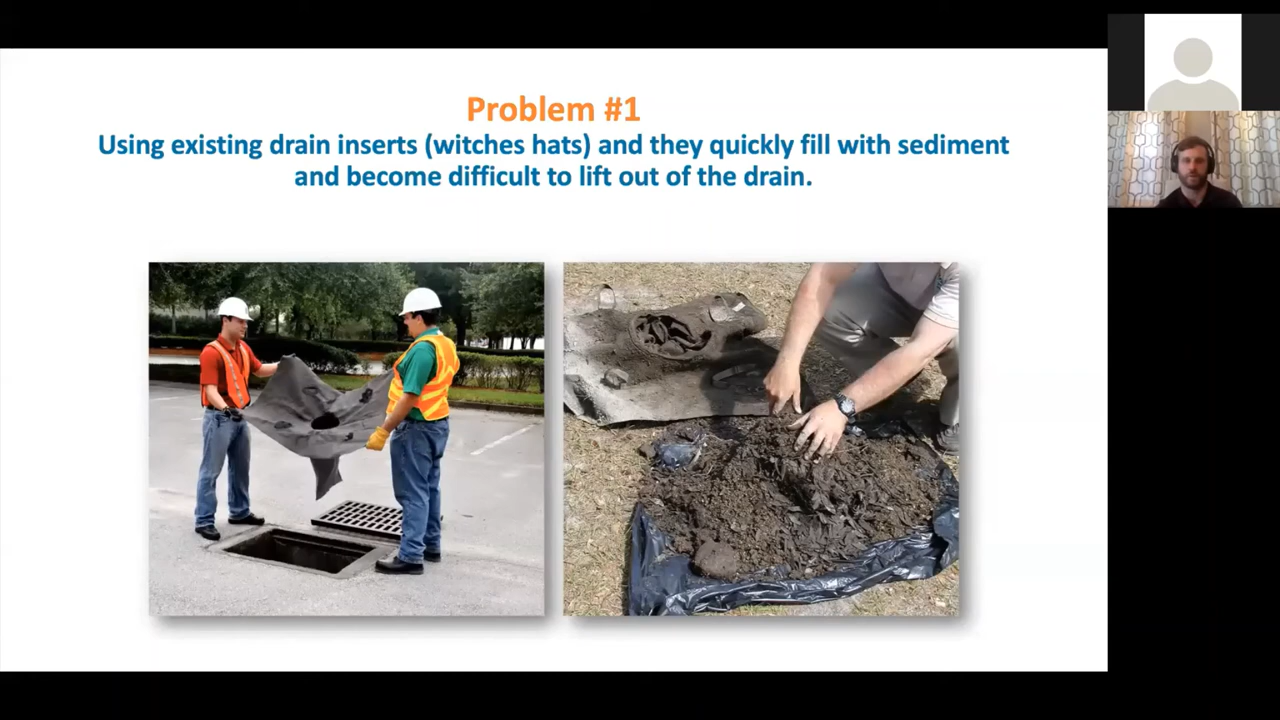 Problem #1
Using existing drain inserts (witches hats) and they quickly fill with sediment
and become difficult to lift out of the drain.